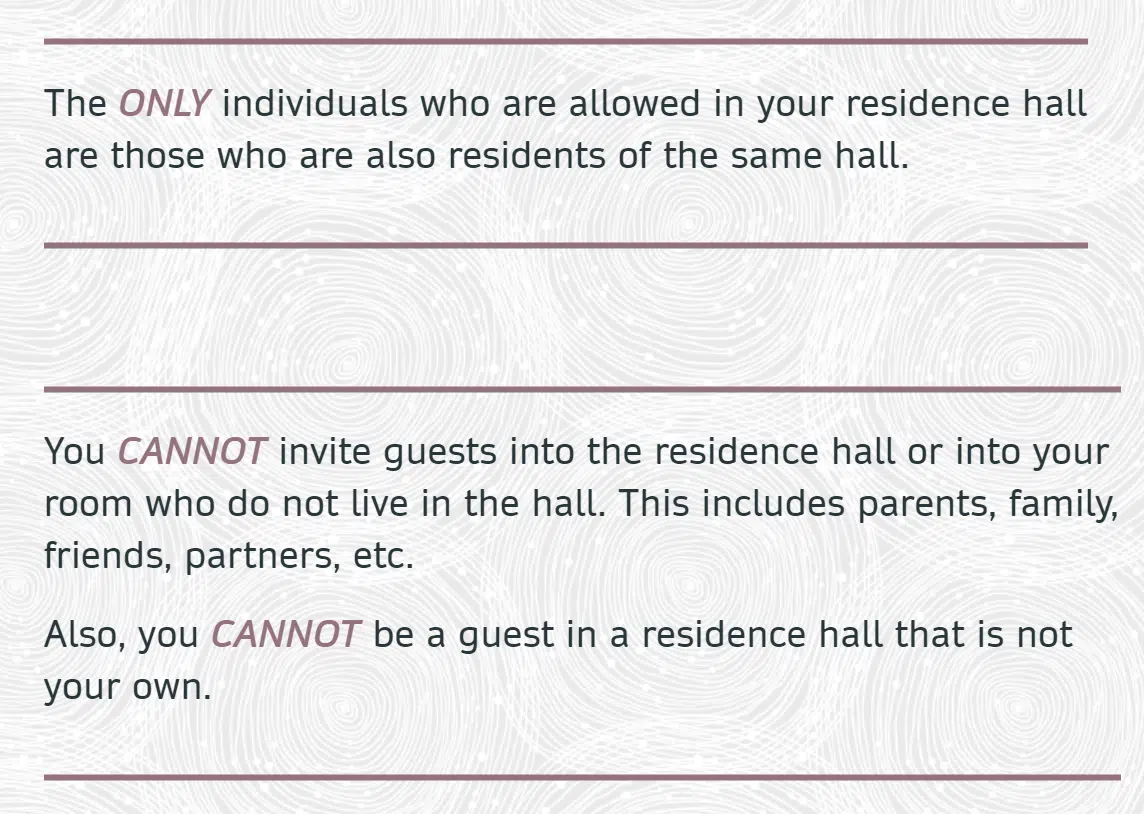 The ONLY individuals who are allowed in your residence hall
are those who are also residents of the same hall.
You CANNOT invite guests into the residence hall or into your
room who do not live in the hall. This includes parents, family,
friends, partners, etc.
Also, you CANNOT be a guest in a residence hall that is not
your own.